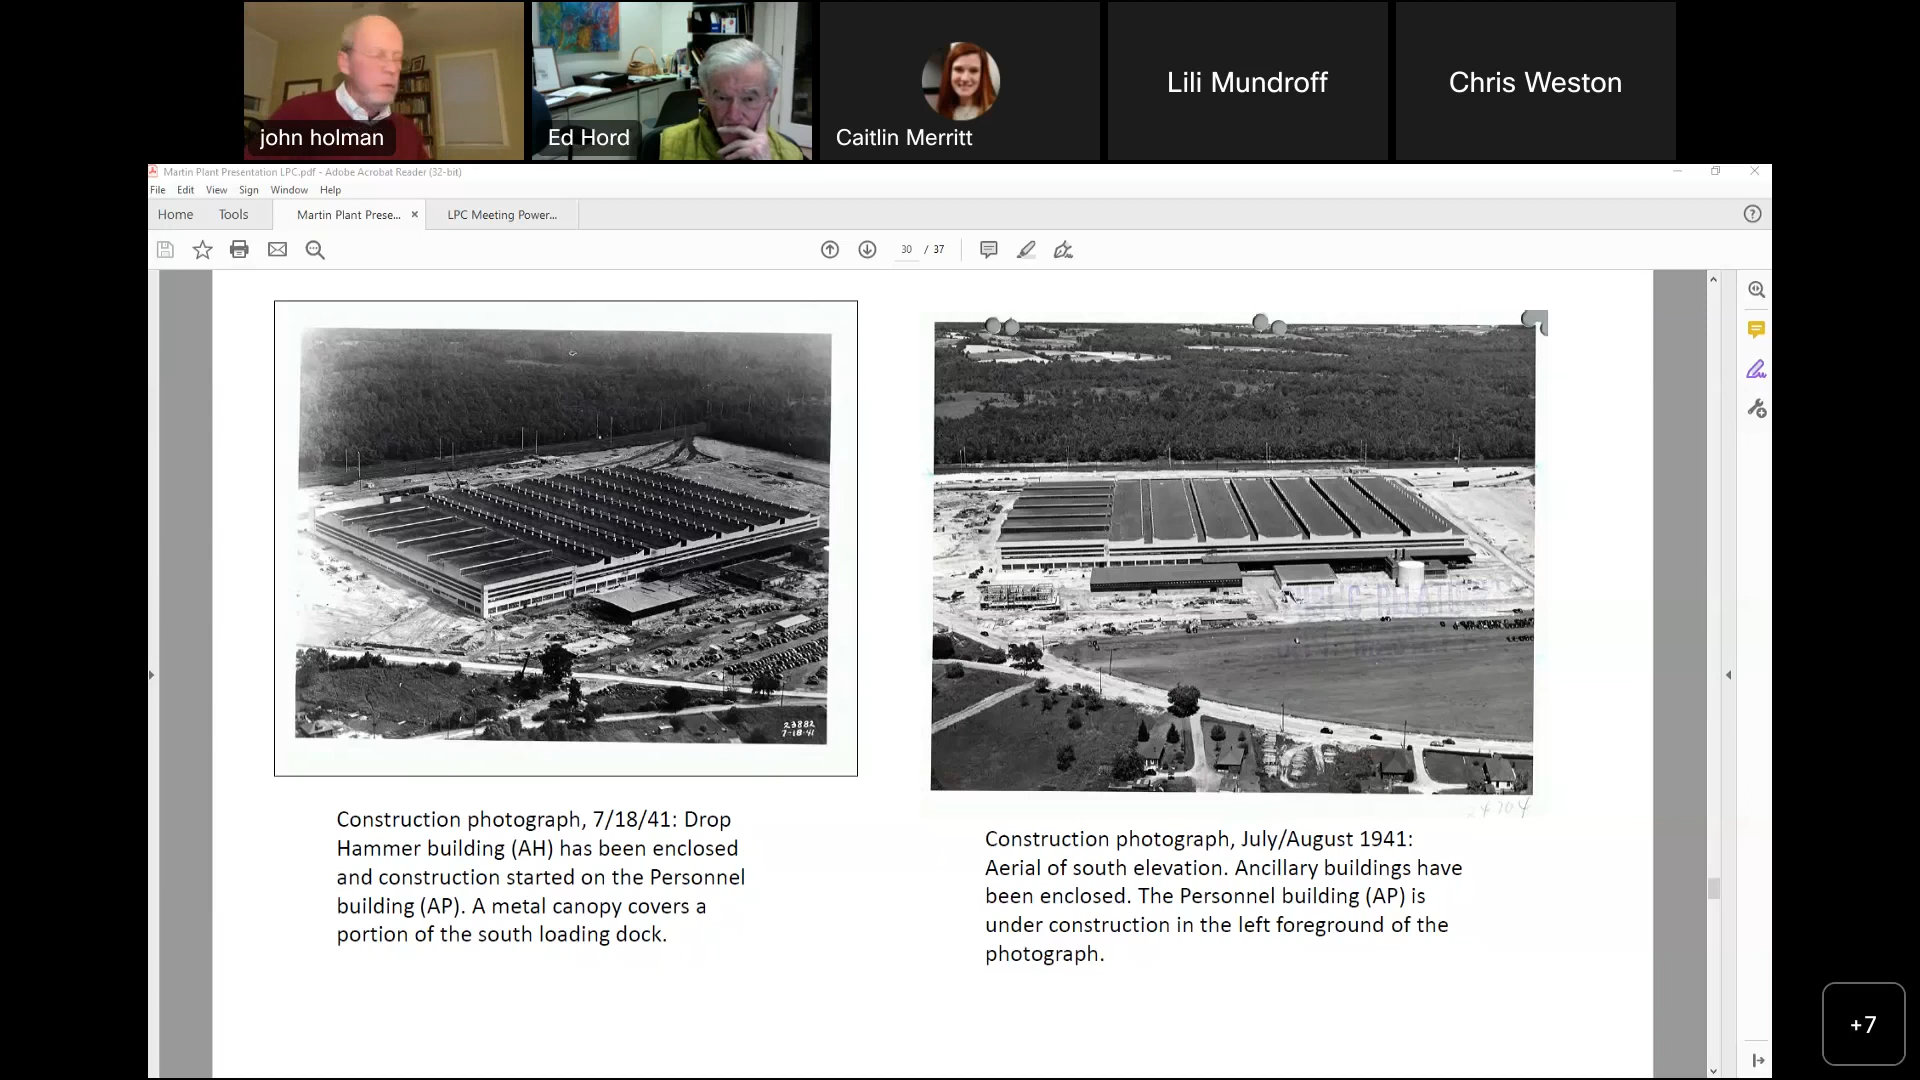 john holman
Ed Hord
Caitlin Merritt
Lili Mundroff
Chris Weston
Martin Plant Presentation LPC.pdf - Adobe Acrobat Reader (32-bit)
File Edit View Sign Window Help
Home Tools Martin Plant Prese... × LPC Meeting Power...
30 / 37
23882
7-18-41
Construction photograph, 7/18/41: Drop
Hammer building (AH) has been enclosed
and construction started on the Personnel
building (AP). A metal canopy covers a
portion of the south loading dock.
Construction photograph, July/August 1941:
Aerial of south elevation. Ancillary buildings have
been enclosed. The Personnel building (AP) is
under construction in the left foreground of the
photograph.
+7